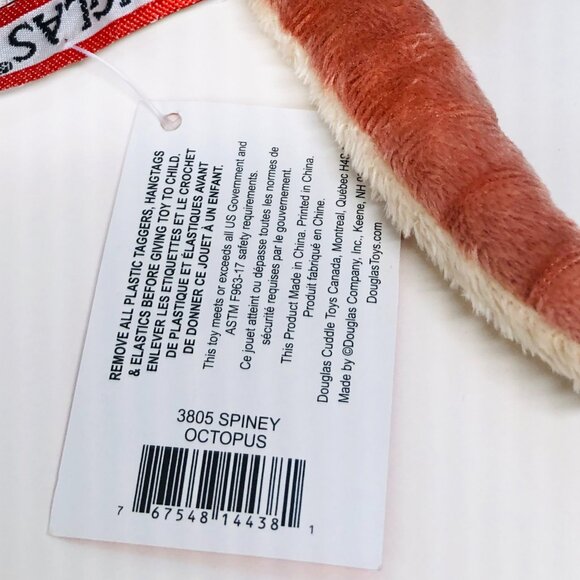 REMOVE ALL PLASTIC TAGGERS, HANGTAGS
& ELASTICS BEFORE GIVING TOY TO CHILD.
ENLEVER LES ETIQUETTES ET LE CROCHET
DE PLASTIQUE ET ÉLASTIQUES AVANT
DE DONNER CE JOUET À UN ENFANT.
This toy meets or exceeds all US Government and
ASTM F963-17 safety requirements.
Ce jouet atteint ou dépasse toutes les normes de
sécurité requises par le gouvernement.
This Product Made in China. Printed in China.
Produit fabriqué en Chine.
Douglas Cuddle Toys Canada, Montreal, Québec H4C
Made by ©Douglas Company, Inc., Keene, NH
DouglasToys.com
3805 SPINEY
OCTOPUS
7 67548 14438 1